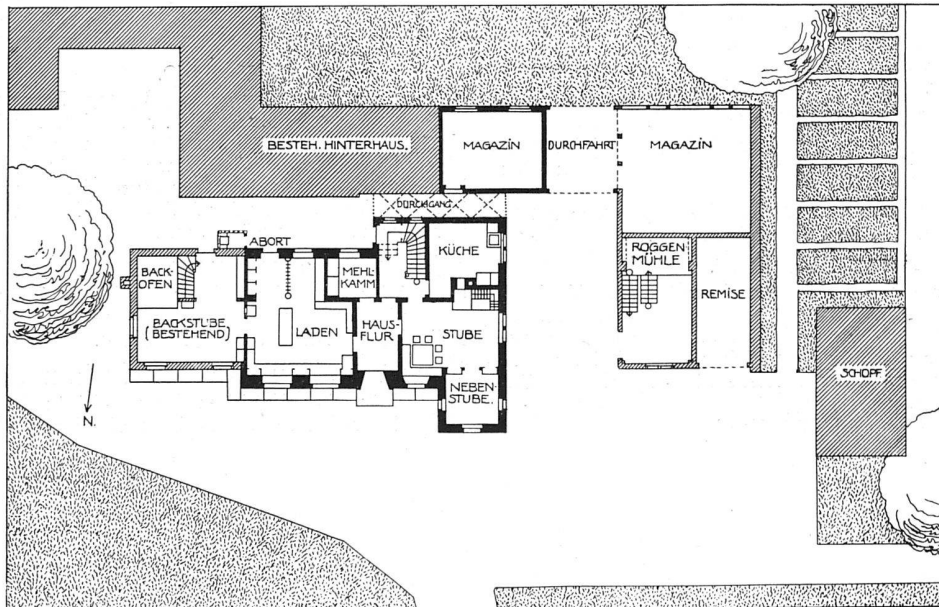 BESTEH. HINTERHAUS.
MAGAZIN
DURCHFAHRT
MAGAZIN
DURCHGANG
ABORT
KÜCHE
ROGGEN
MÜHLE
BACK-
OFEN
MEHL-
KAMM.
REMISE
BACKSTUBE
(BESTEHEND)
LADEN
HAUS-
FLUR
STUBE
SCHOPF
NEBEN-
STUBE.
N.